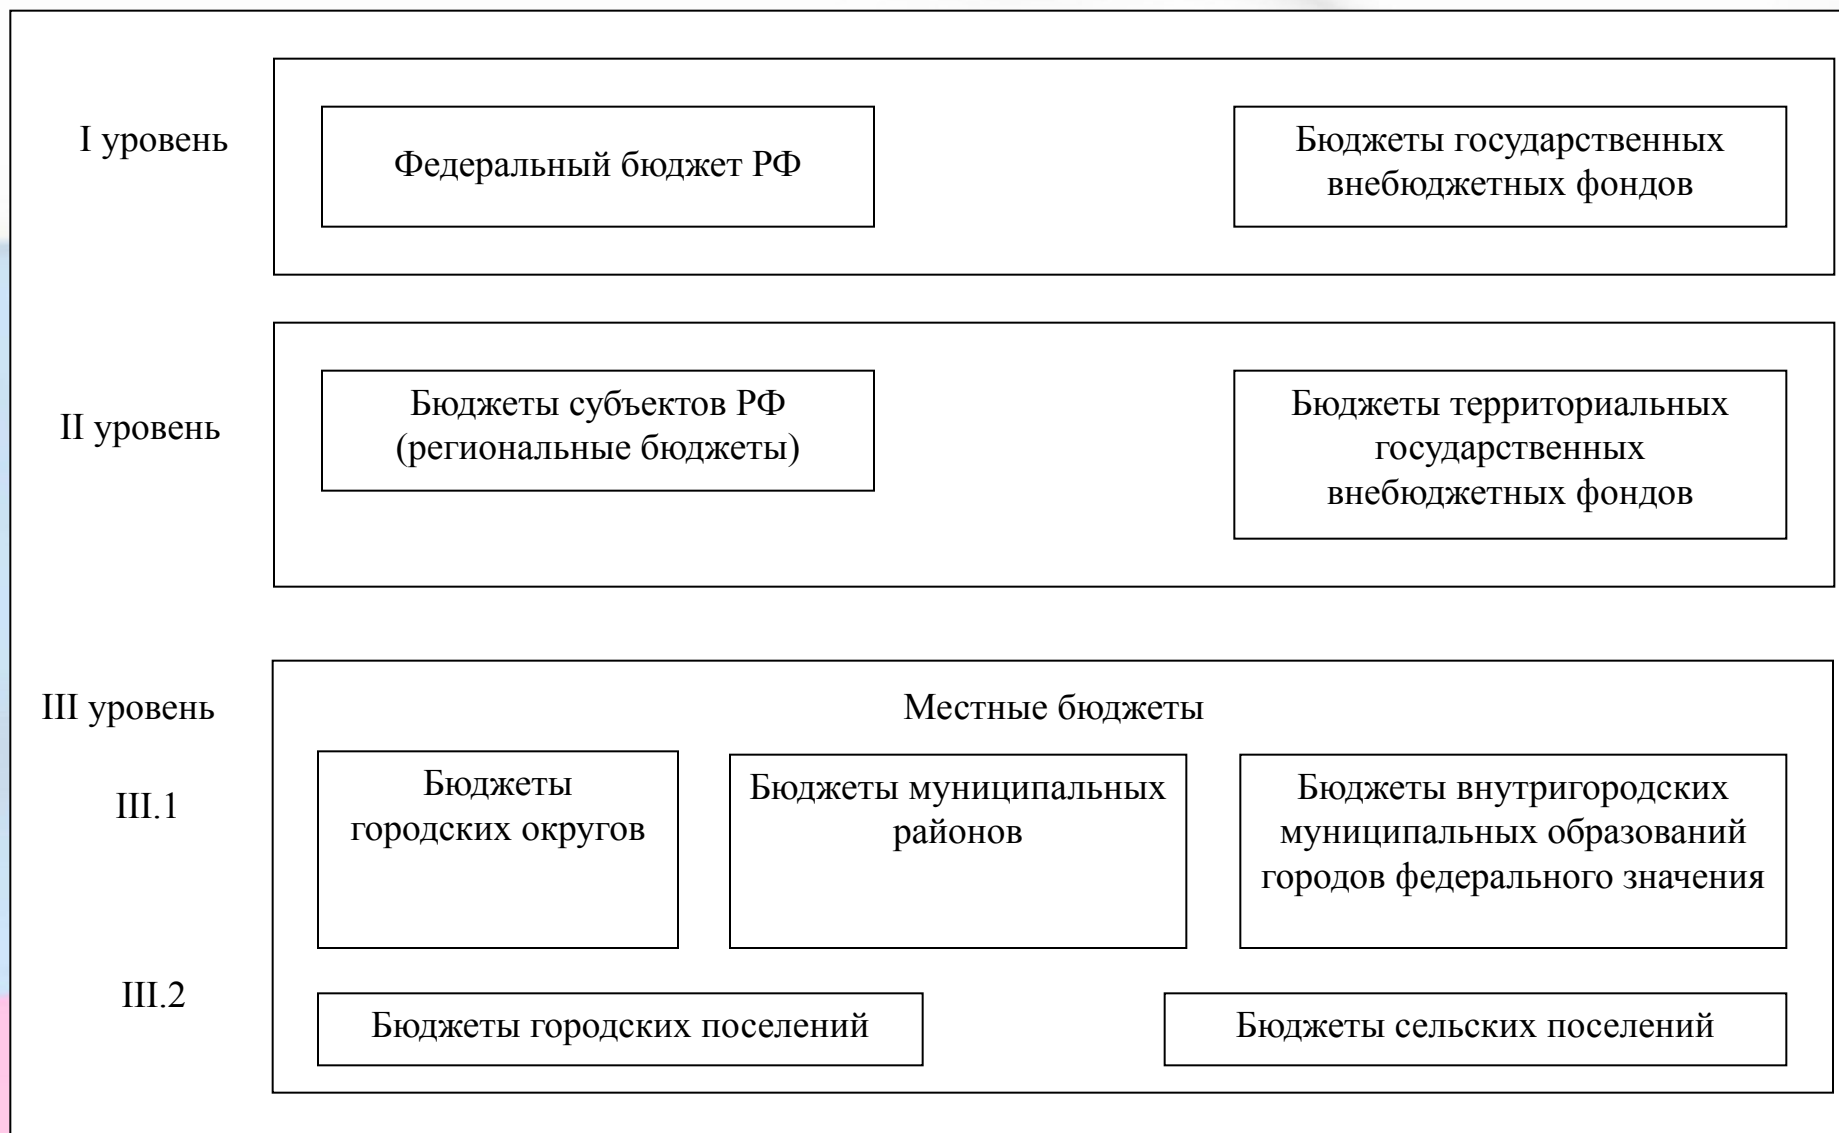 I уровень
Федеральный бюджет РФ
Бюджеты государственных
внебюджетных фондов
II уровень
Бюджеты субъектов РФ
(региональные бюджеты)
Бюджеты территориальных
государственных
внебюджетных фондов
III уровень
Местные бюджеты
III.1
Бюджеты
городских округов
Бюджеты муниципальных
районов
Бюджеты внутригородских
муниципальных образований
городов федерального значения
III.2
Бюджеты городских поселений
Бюджеты сельских поселений